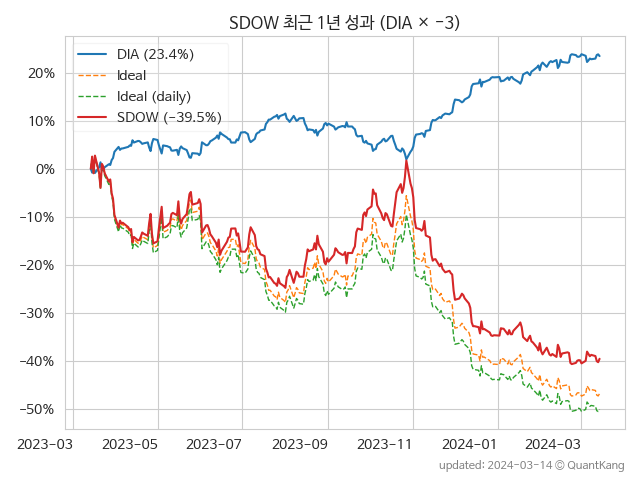 SDOW 최근 1년 성과 (DIA × −3)
DIA (23.4%)
Ideal
Ideal (daily)
SDOW (−39.5%)
20%
10%
0%
−10%
−20%
−30%
−40%
−50%
2023−03 2023−05 2023−07 2023−09 2023−11 2024−01 2024−03
updated: 2024−03−14 © QuantKang